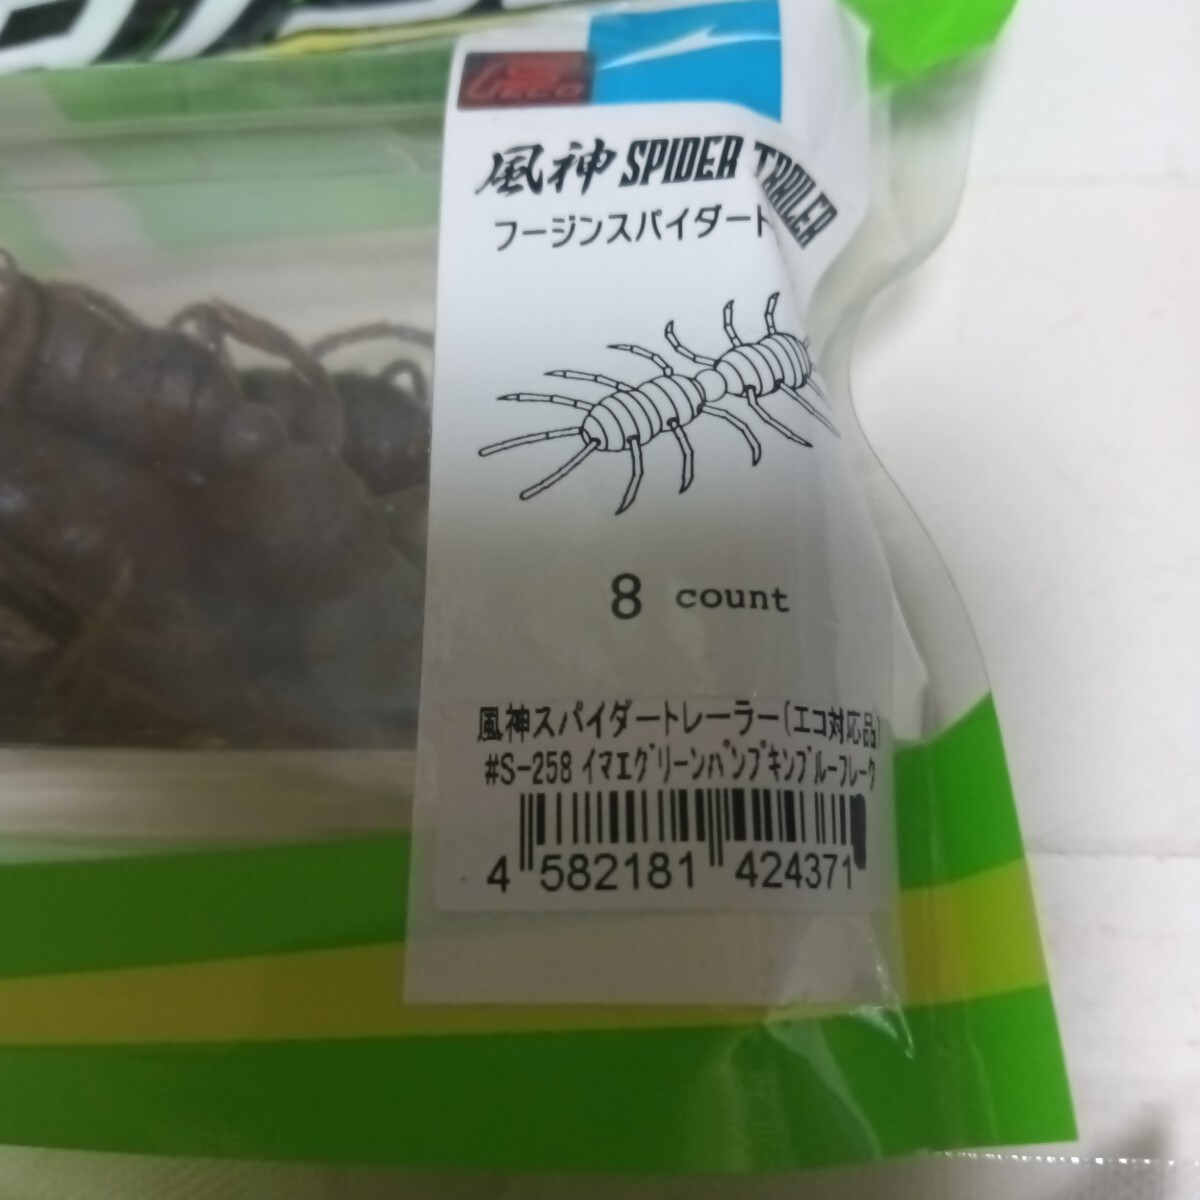 ECO
風神 SPIDER TRAILER
フージンスパイダート
8 count
風神スパイダートレーラー(エコ対応品)
#S-258 イマエグリーンパンプキンブルーフレーク
4 582181 424371